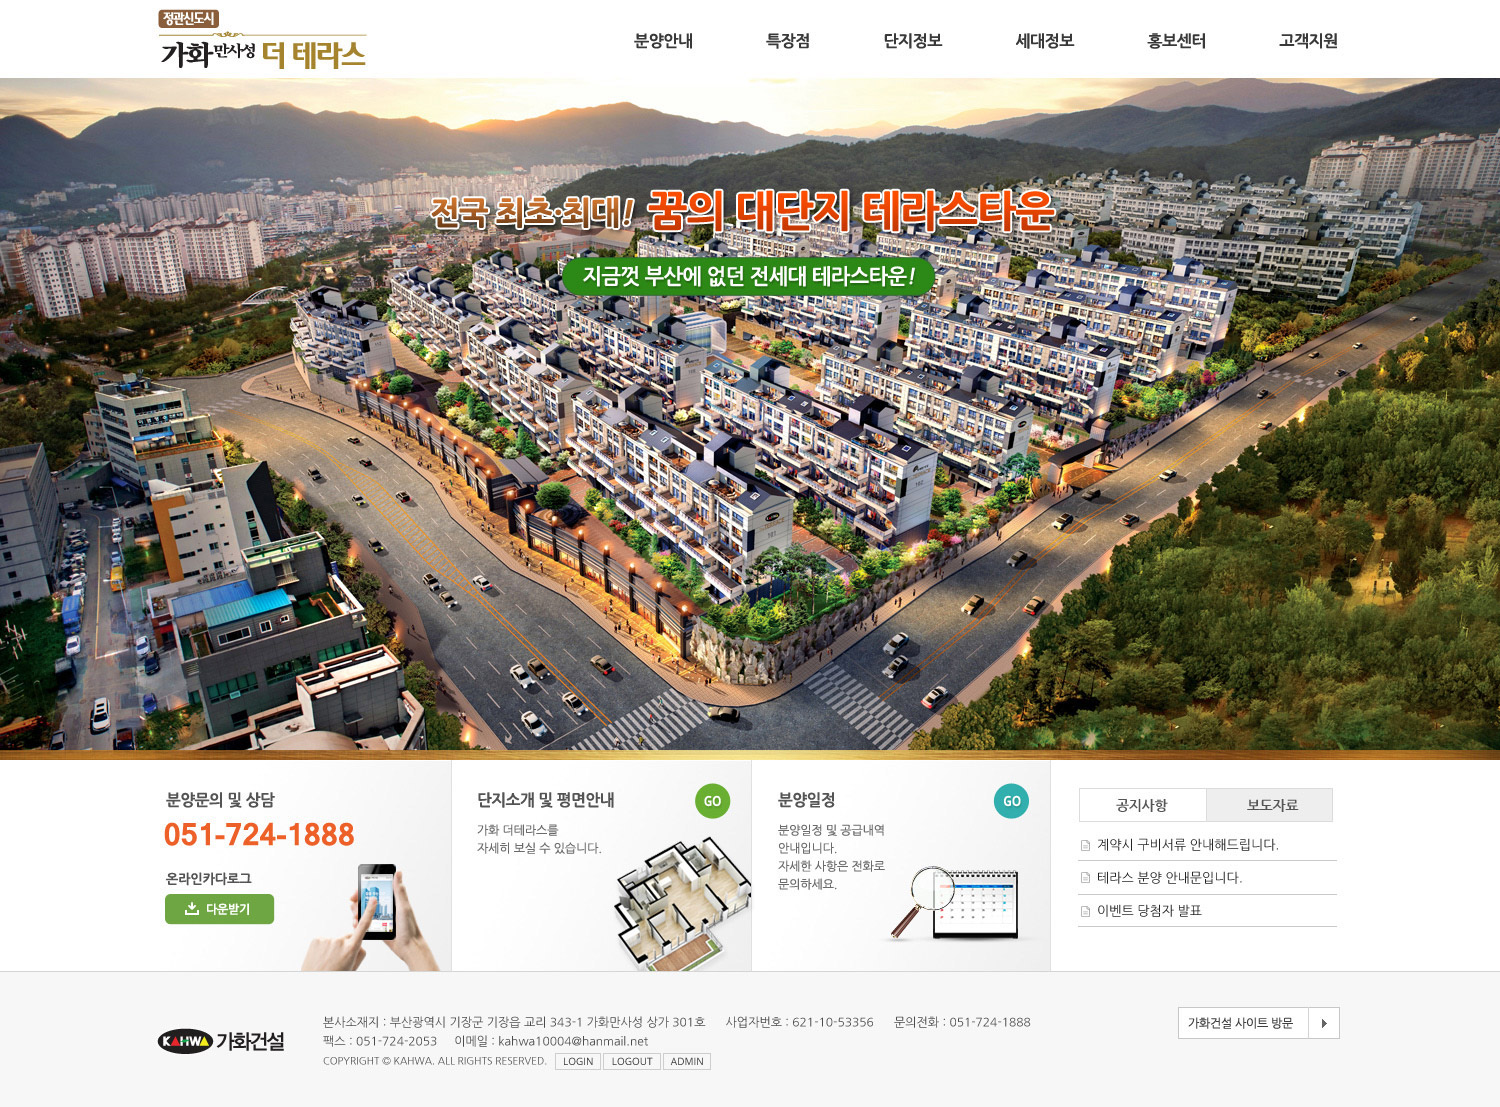 정관신도시
가화만사성 더 테라스
분양안내 특장점 단지정보 세대정보 홍보센터 고객지원
전국 최초·최대! 꿈의 대단지 테라스타운
지금껏 부산에 없던 전세대 테라스타운!
분양문의 및 상담
051-724-1888
온라인카다로그
다운받기
단지소개 및 평면안내
GO
가화 더테라스를
자세히 보실 수 있습니다.
분양일정
GO
분양일정 및 공급내역
안내입니다.
자세한 사항은 전화로
문의하세요.
공지사항 보도자료
계약시 구비서류 안내해드립니다.
테라스 분양 안내문입니다.
이벤트 당첨자 발표
KAHWA 가화건설
본사소재지 : 부산광역시 기장군 기장읍 교리 343-1 가화만사성 상가 301호 사업자번호 : 621-10-53356 문의전화 : 051-724-1888
팩스 : 051-724-2053 이메일 : kahwa10004@hanmail.net
COPYRIGHT © KAHWA. ALL RIGHTS RESERVED. LOGIN LOGOUT ADMIN
가화건설 사이트 방문